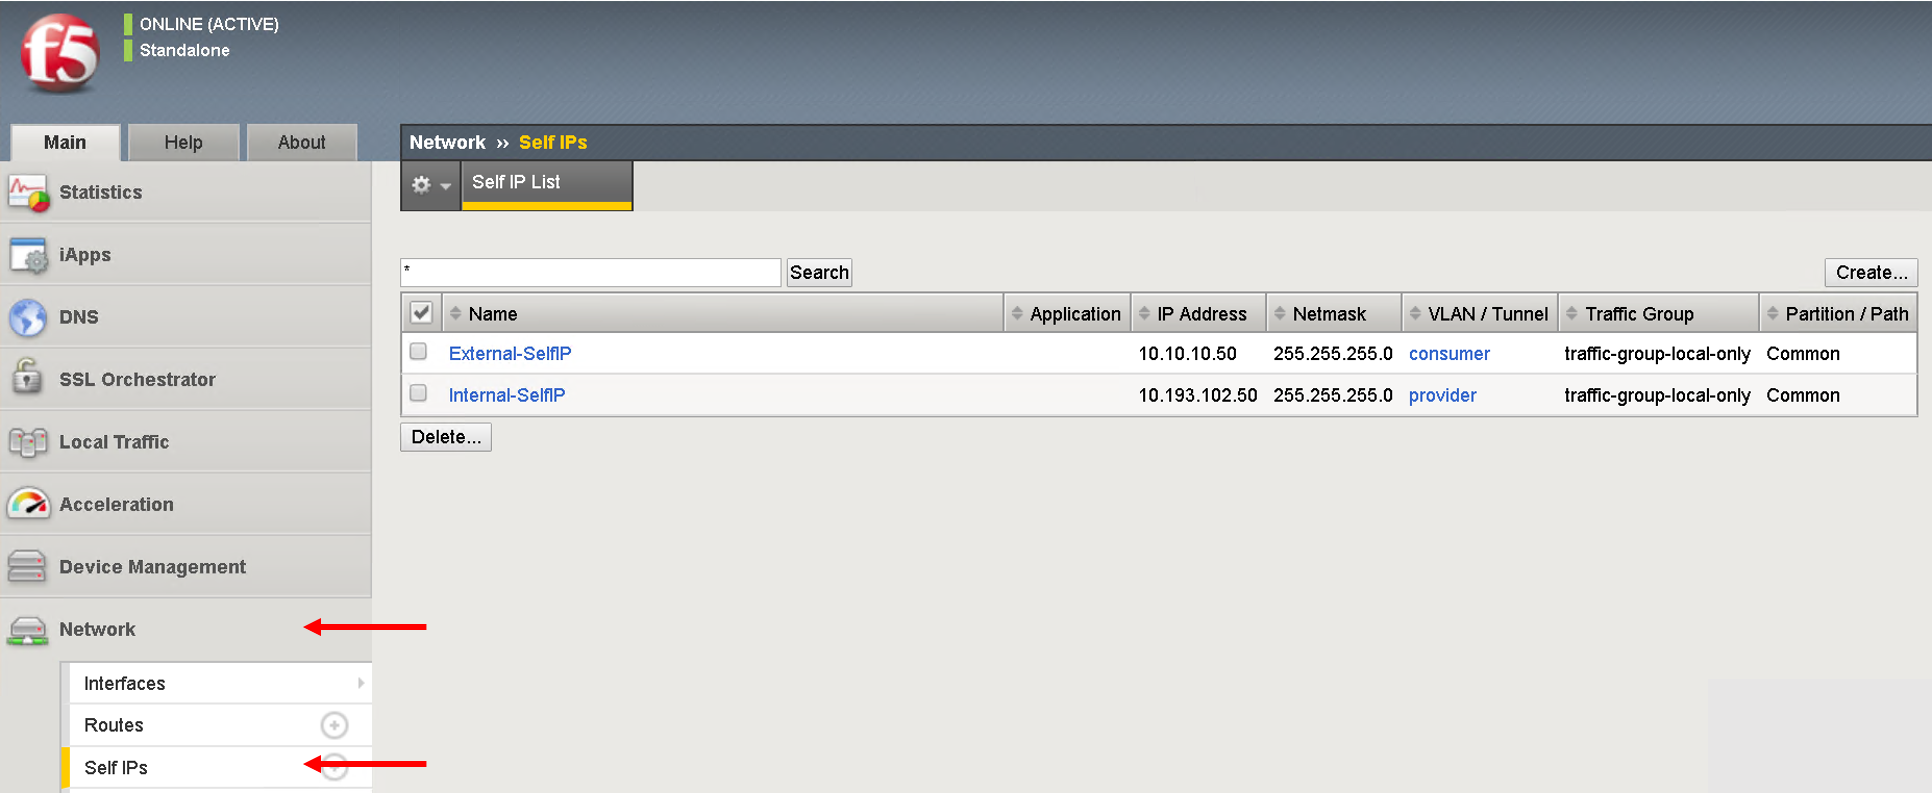 f5
ONLINE (ACTIVE)
Standalone
Main Help About
Network » Self IPs
Self IP List
Statistics
iApps
DNS
SSL Orchestrator
Local Traffic
Acceleration
Device Management
Network
Interfaces
Routes
Self IPs
* Search Create...
Name Application IP Address Netmask VLAN / Tunnel Traffic Group Partition / Path
External-SelfIP 10.10.10.50 255.255.255.0 consumer traffic-group-local-only Common
Internal-SelfIP 10.193.102.50 255.255.255.0 provider traffic-group-local-only Common
Delete...